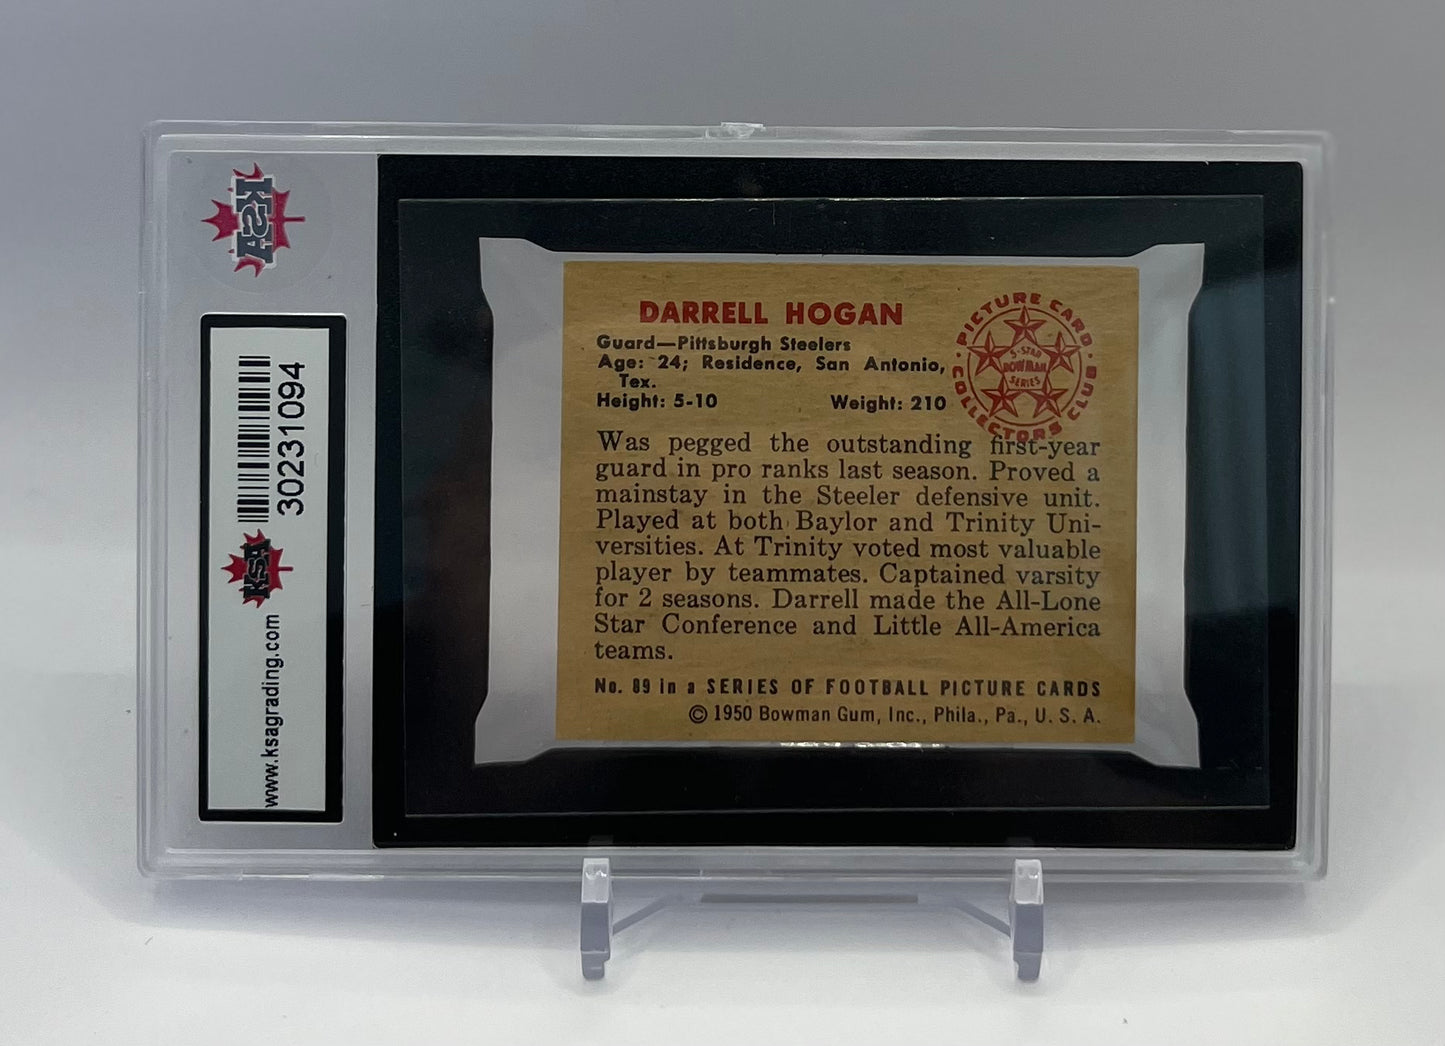 KSA
30231094
KSA
www.ksagrading.com
DARRELL HOGAN
Guard—Pittsburgh Steelers
Age: 24; Residence, San Antonio,
Tex.
Height: 5-10 Weight: 210
PICTURE CARD
COLLECTORS CLUB
5-STAR
BOWMAN
SERIES
Was pegged the outstanding first-year
guard in pro ranks last season. Proved a
mainstay in the Steeler defensive unit.
Played at both Baylor and Trinity Uni-
versities. At Trinity voted most valuable
player by teammates. Captained varsity
for 2 seasons. Darrell made the All-Lone
Star Conference and Little All-America
teams.
No. 89 in a SERIES OF FOOTBALL PICTURE CARDS
© 1950 Bowman Gum, Inc., Phila., Pa., U. S. A.